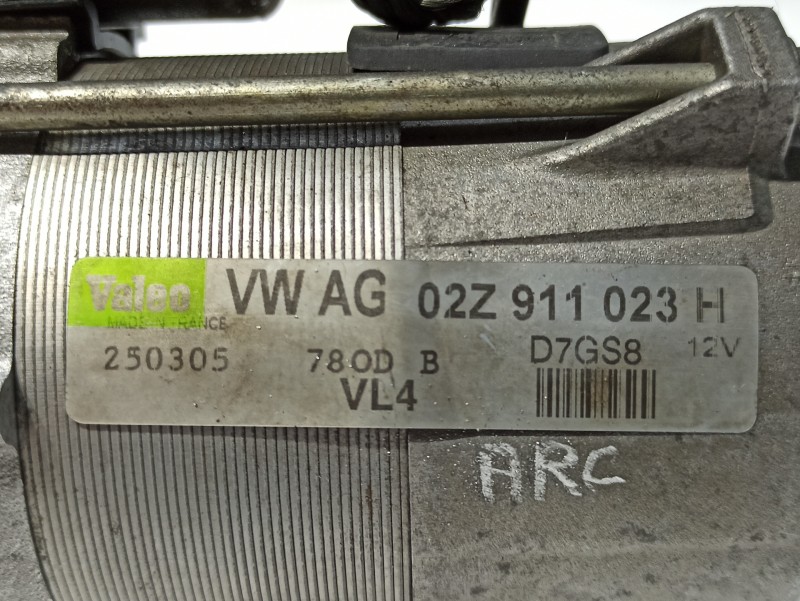 Valeo VW AG 02Z 911 023 H
MADE IN FRANCE
250305 780D B D7GS8 12V
VL4
ARC